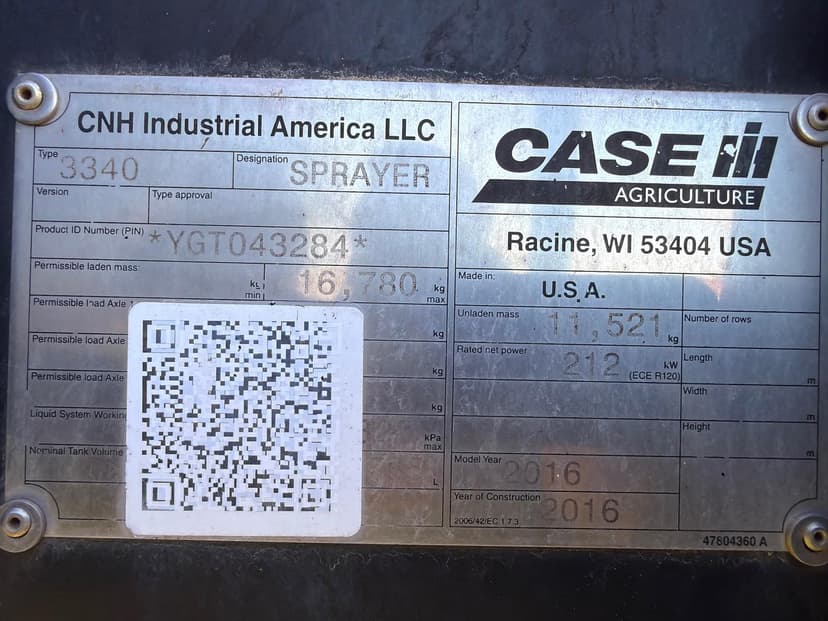 CNH Industrial America LLC
Type
3340
Designation
SPRAYER
Version
Type approval
Product ID Number (PIN)
*YGT043284*
Permissible laden mass:
kg
min
16,780
kg
max
Permissible load Axle 1
kg
Permissible load Axle
kg
Permissible load Axle
kg
Liquid System Working
kPa
max
Nominal Tank Volume
L
CASE IH
AGRICULTURE
Racine, WI 53404 USA
Made in:
U.S.A.
Unladen mass
11,521
kg
Number of rows
Rated net power
212
kW
(ECE R120)
Length
m
Width
m
Height
m
Model Year
2016
Year of Construction
2016
2006/42/EC 1.7.3
47804360 A